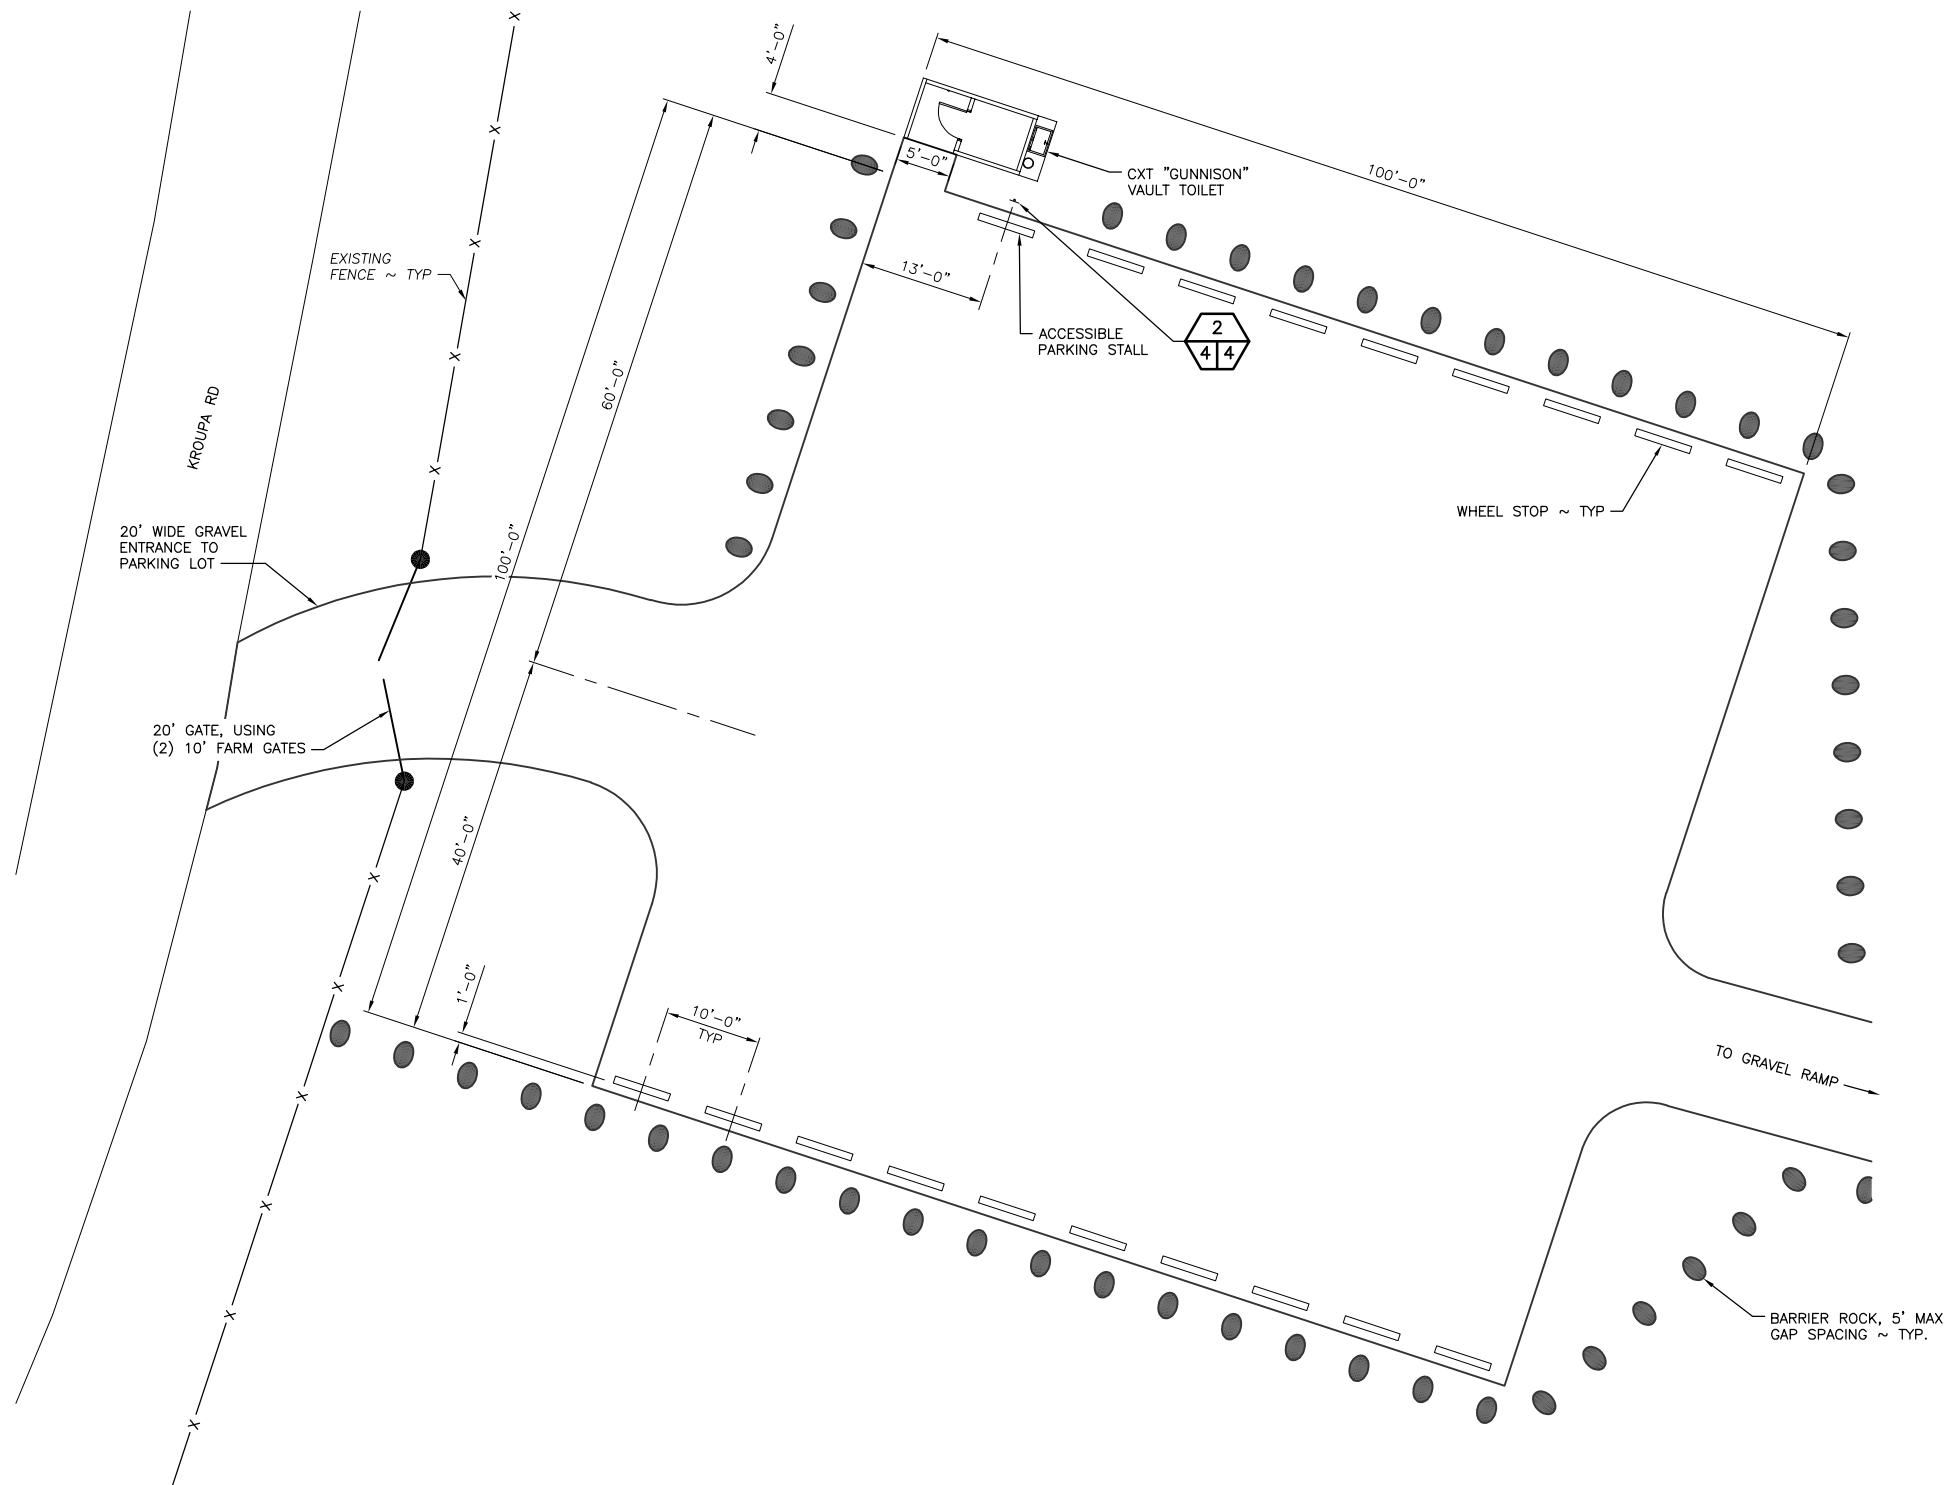 4'-0"
100'-0"
5'-0"
CXT "GUNNISON"
VAULT TOILET
EXISTING
FENCE ~ TYP
13'-0"
ACCESSIBLE
PARKING STALL
2
4 4
60'-0"
KROUPA RD
WHEEL STOP ~ TYP
20' WIDE GRAVEL
ENTRANCE TO
PARKING LOT
100'-0"
20' GATE, USING
(2) 10' FARM GATES
40'-0"
1'-0"
10'-0"
TYP
TO GRAVEL RAMP
BARRIER ROCK, 5' MAX
GAP SPACING ~ TYP.
X
X
X
X
X
X
X
X
X
X
X